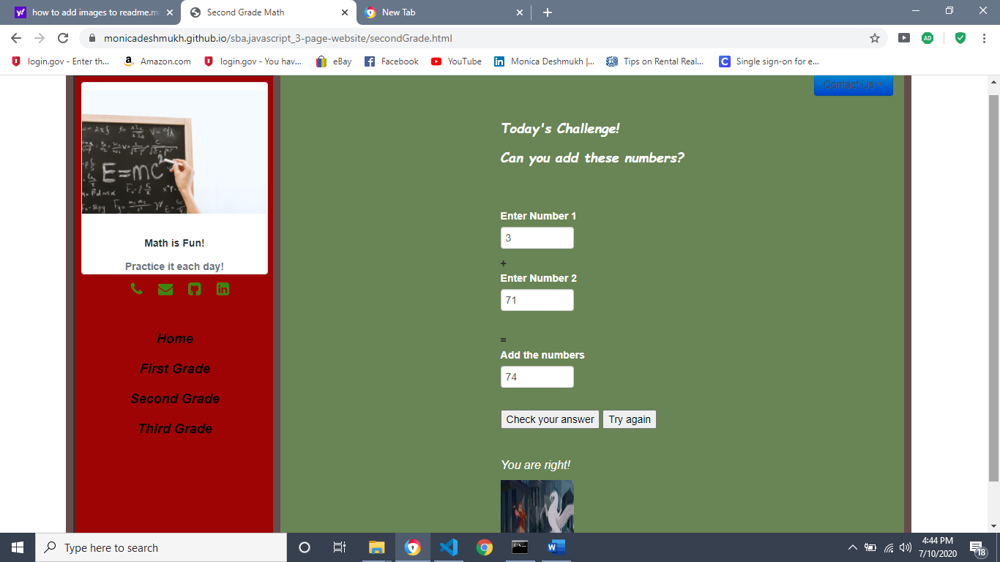 how to add images to readme.m
Second Grade Math
New Tab
monicadeshmukh.github.io/sba.javascript_3-page-website/secondGrade.html
login.gov - Enter th...
Amazon.com
login.gov - You hav...
eBay
Facebook
YouTube
Monica Deshmukh |...
Tips on Rental Real...
Single sign-on for e...
Contact Us
E=mc2
Math is Fun!
Practice it each day!
Home
First Grade
Second Grade
Third Grade
Today's Challenge!
Can you add these numbers?
Enter Number 1
3
+
Enter Number 2
71
=
Add the numbers
74
Check your answer
Try again
You are right!
Type here to search
4:44 PM
7/10/2020
18